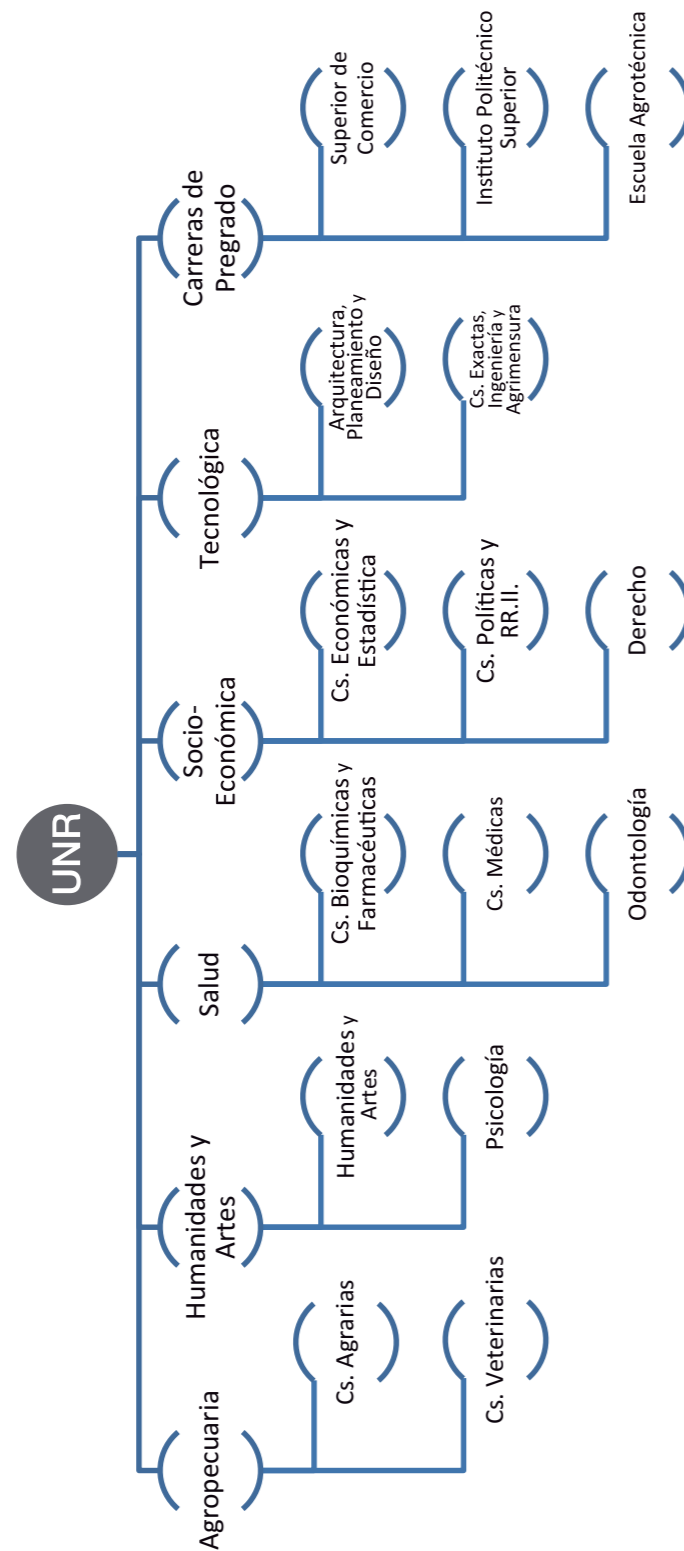 UNR
Agropecuaria
Cs. Agrarias
Cs. Veterinarias
Humanidades y
Artes
Humanidades y
Artes
Psicología
Salud
Cs. Bioquímicas y
Farmacéuticas
Cs. Médicas
Odontología
Socio-
Económica
Cs. Económicas y
Estadística
Cs. Políticas y
RR.II.
Derecho
Tecnológica
Arquitectura,
Planeamiento y
Diseño
Cs. Exactas,
Ingeniería y
Agrimensura
Carreras de
Pregrado
Superior de
Comercio
Instituto Politécnico
Superior
Escuela Agrotécnica